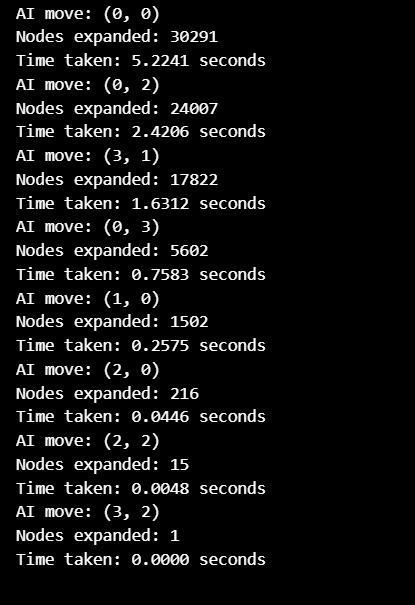 AI move: (0, 0)
Nodes expanded: 30291
Time taken: 5.2241 seconds
AI move: (0, 2)
Nodes expanded: 24007
Time taken: 2.4206 seconds
AI move: (3, 1)
Nodes expanded: 17822
Time taken: 1.6312 seconds
AI move: (0, 3)
Nodes expanded: 5602
Time taken: 0.7583 seconds
AI move: (1, 0)
Nodes expanded: 1502
Time taken: 0.2575 seconds
AI move: (2, 0)
Nodes expanded: 216
Time taken: 0.0446 seconds
AI move: (2, 2)
Nodes expanded: 15
Time taken: 0.0048 seconds
AI move: (3, 2)
Nodes expanded: 1
Time taken: 0.0000 seconds